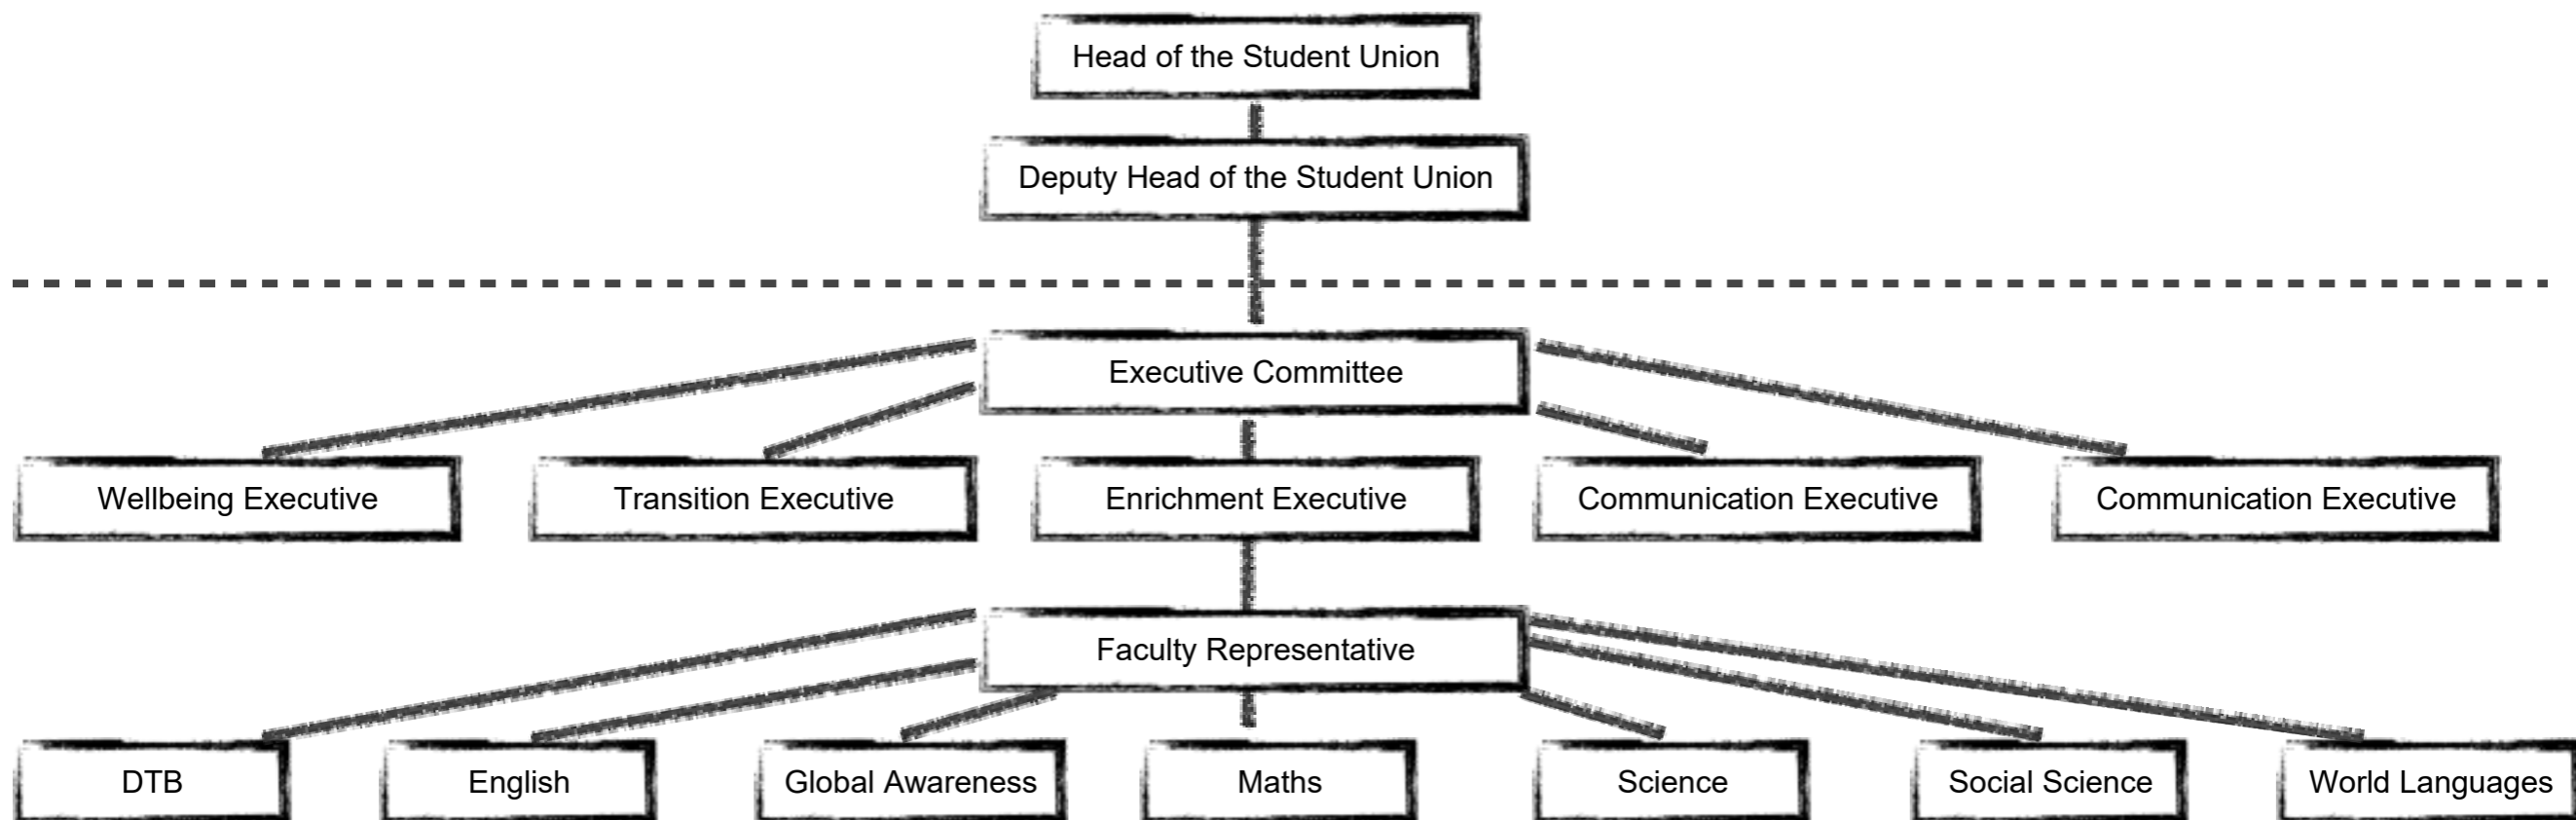 Head of the Student Union
Deputy Head of the Student Union
Executive Committee
Wellbeing Executive
Transition Executive
Enrichment Executive
Communication Executive
Communication Executive
Faculty Representative
DTB
English
Global Awareness
Maths
Science
Social Science
World Languages